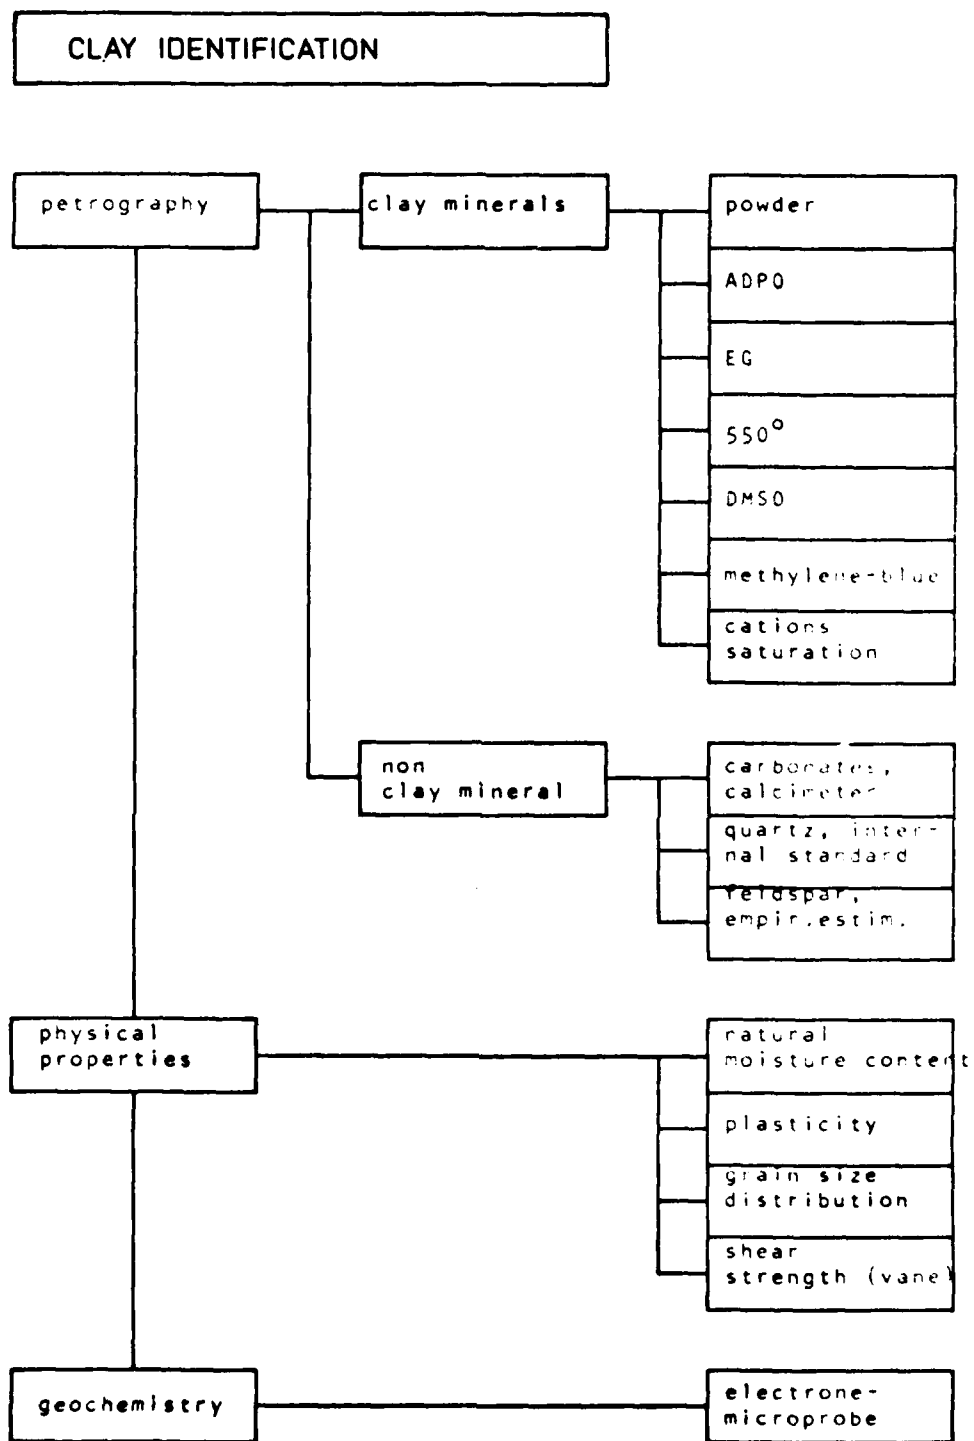 CLAY IDENTIFICATION
petrography
clay minerals
powder
ADPO
EG
550°
DMSO
methylene-blue
cations
saturation
non
clay mineral
carbonates,
calcimeter
quartz, inter-
nal standard
feldspar,
empir.estim.
physical
properties
natural
moisture content
plasticity
grain size
distribution
shear
strength (vane)
geochemistry
electrone-
microprobe